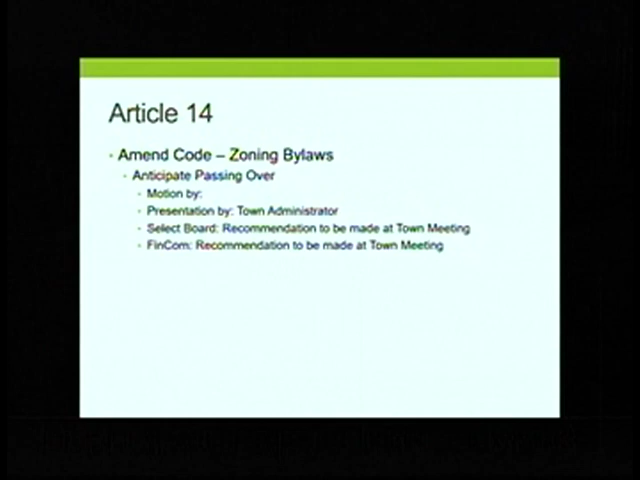 Article 14
Amend Code – Zoning Bylaws
Anticipate Passing Over
Motion by:
Presentation by: Town Administrator
Select Board: Recommendation to be made at Town Meeting
FinCom: Recommendation to be made at Town Meeting